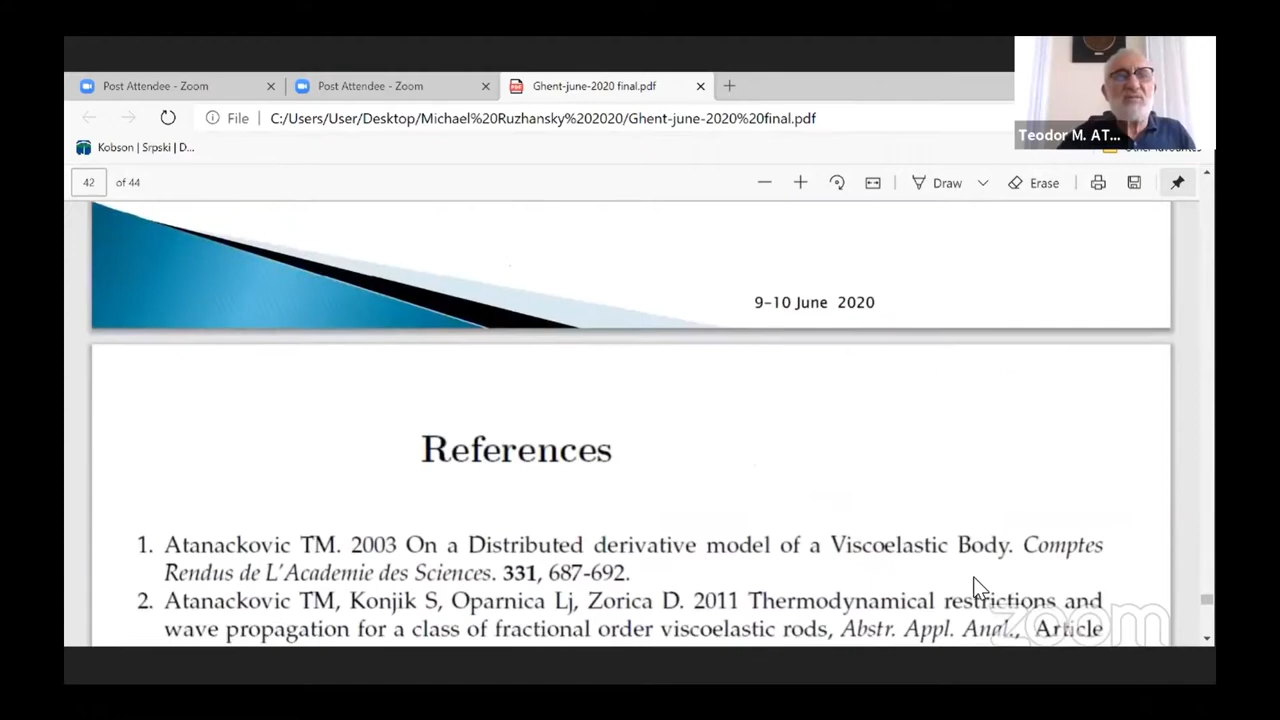 Post Attendee - Zoom
Post Attendee - Zoom
Ghent-june-2020 final.pdf
File
C:/Users/User/Desktop/Michael%20Ruzhansky%202020/Ghent-june-2020%20final.pdf
Teodor M. AT...
Kobson | Srpski | D...
42 of 44
Draw
Erase
9-10 June 2020
References
1. Atanackovic TM. 2003 On a Distributed derivative model of a Viscoelastic Body. Comptes
Rendus de L'Academie des Sciences. 331, 687-692.
2. Atanackovic TM, Konjik S, Oparnica Lj, Zorica D. 2011 Thermodynamical restrictions and
wave propagation for a class of fractional order viscoelastic rods, Abstr. Appl. Anal., Article
zoom